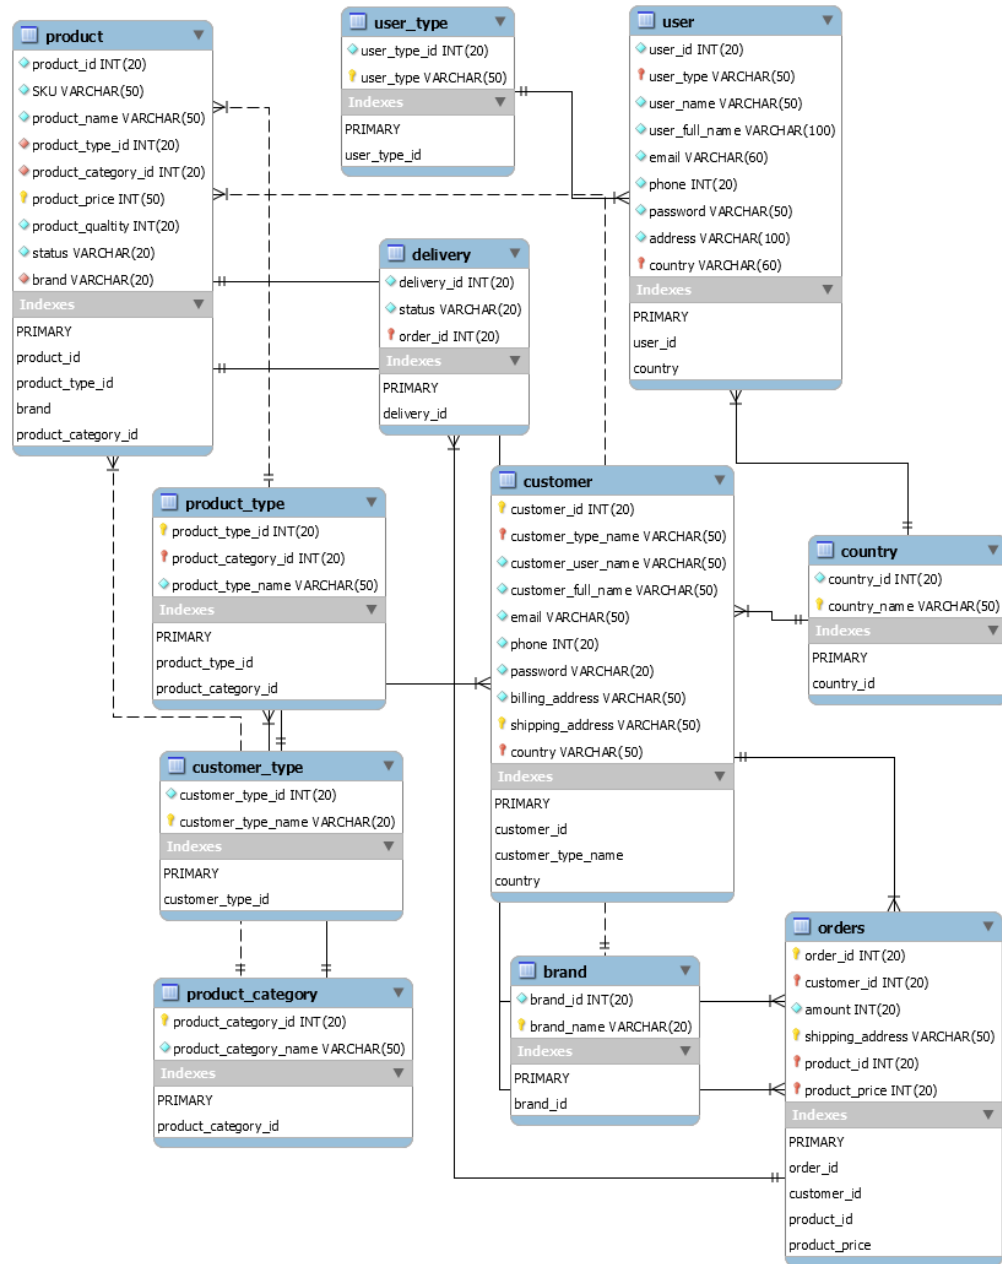 product
product_id INT(20)
SKU VARCHAR(50)
product_name VARCHAR(50)
product_type_id INT(20)
product_category_id INT(20)
product_price INT(50)
product_qualtity INT(20)
status VARCHAR(20)
brand VARCHAR(20)
Indexes
PRIMARY
product_id
product_type_id
brand
product_category_id
user_type
user_type_id INT(20)
user_type VARCHAR(50)
Indexes
PRIMARY
user_type_id
user
user_id INT(20)
user_type VARCHAR(50)
user_name VARCHAR(50)
user_full_name VARCHAR(100)
email VARCHAR(60)
phone INT(20)
password VARCHAR(50)
address VARCHAR(100)
country VARCHAR(60)
Indexes
PRIMARY
user_id
country
delivery
delivery_id INT(20)
status VARCHAR(20)
order_id INT(20)
Indexes
PRIMARY
delivery_id
product_type
product_type_id INT(20)
product_category_id INT(20)
product_type_name VARCHAR(50)
Indexes
PRIMARY
product_type_id
product_category_id
customer
customer_id INT(20)
customer_type_name VARCHAR(50)
customer_user_name VARCHAR(50)
customer_full_name VARCHAR(50)
email VARCHAR(50)
phone INT(20)
password VARCHAR(20)
billing_address VARCHAR(50)
shipping_address VARCHAR(50)
country VARCHAR(50)
Indexes
PRIMARY
customer_id
customer_type_name
country
country
country_id INT(20)
country_name VARCHAR(50)
Indexes
PRIMARY
country_id
customer_type
customer_type_id INT(20)
customer_type_name VARCHAR(20)
Indexes
PRIMARY
customer_type_id
product_category
product_category_id INT(20)
product_category_name VARCHAR(50)
Indexes
PRIMARY
product_category_id
brand
brand_id INT(20)
brand_name VARCHAR(20)
Indexes
PRIMARY
brand_id
orders
order_id INT(20)
customer_id INT(20)
amount INT(20)
shipping_address VARCHAR(50)
product_id INT(20)
product_price INT(20)
Indexes
PRIMARY
order_id
customer_id
product_id
product_price